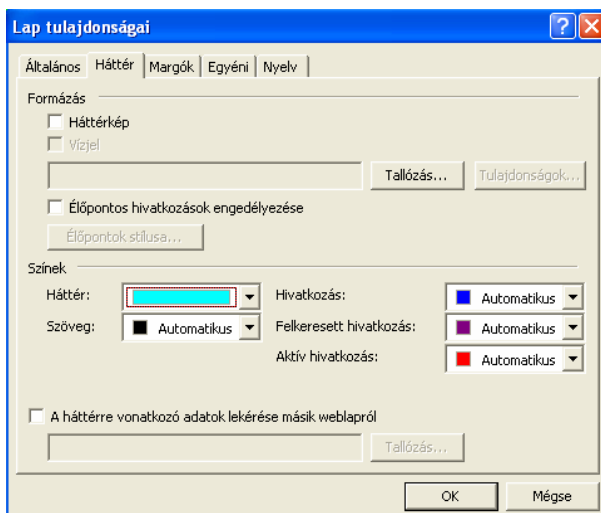 Lap tulajdonságai
Általános Háttér Margók Egyéni Nyelv
Formázás
Háttérkép
Vízjel
Tallózás... Tulajdonságok...
Élőpontos hivatkozások engedélyezése
Élőpontok stílusa...
Színek
Háttér: Hivatkozás: Automatikus
Szöveg: Automatikus Felkeresett hivatkozás: Automatikus
Aktív hivatkozás: Automatikus
A háttérre vonatkozó adatok lekérése másik weblapról
Tallózás...
OK Mégse